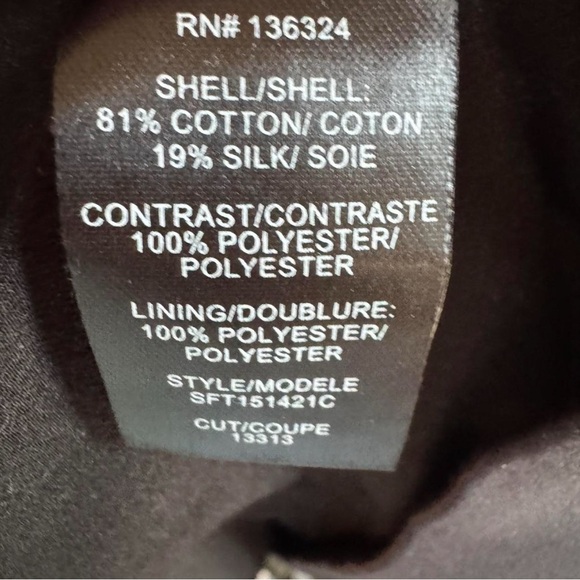 RN# 136324
SHELL/SHELL:
81% COTTON/ COTON
19% SILK/ SOIE
CONTRAST/CONTRASTE
100% POLYESTER/
POLYESTER
LINING/DOUBLURE:
100% POLYESTER/
POLYESTER
STYLE/MODELE
SFT151421C
CUT/COUPE
13313